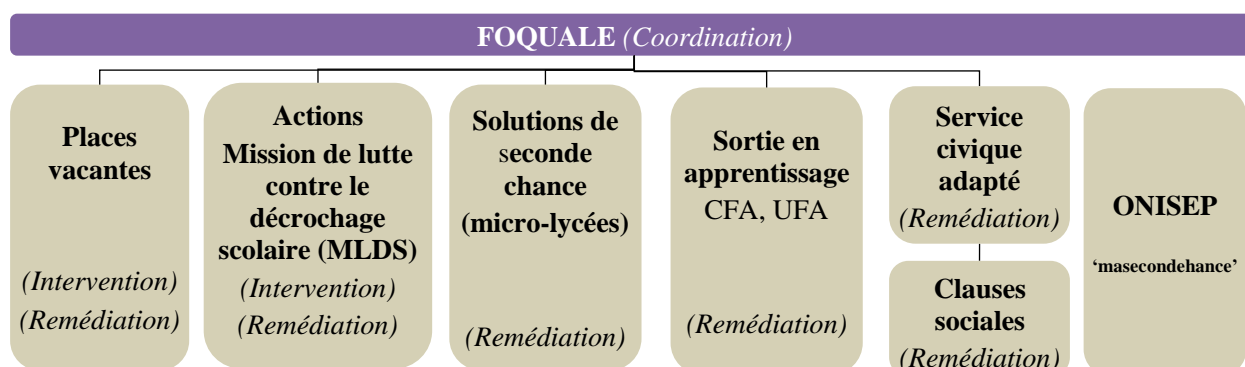 FOQUALE (Coordination)
Places
vacantes
(Intervention)
(Remédiation)
Actions
Mission de lutte
contre le
décrochage
scolaire (MLDS)
(Intervention)
(Remédiation)
Solutions de
seconde
chance
(micro-lycées)
(Remédiation)
Sortie en
apprentissage
CFA, UFA
(Remédiation)
Service
civique
adapté
(Remédiation)
Clauses
sociales
(Remédiation)
ONISEP
‘masecondehance’